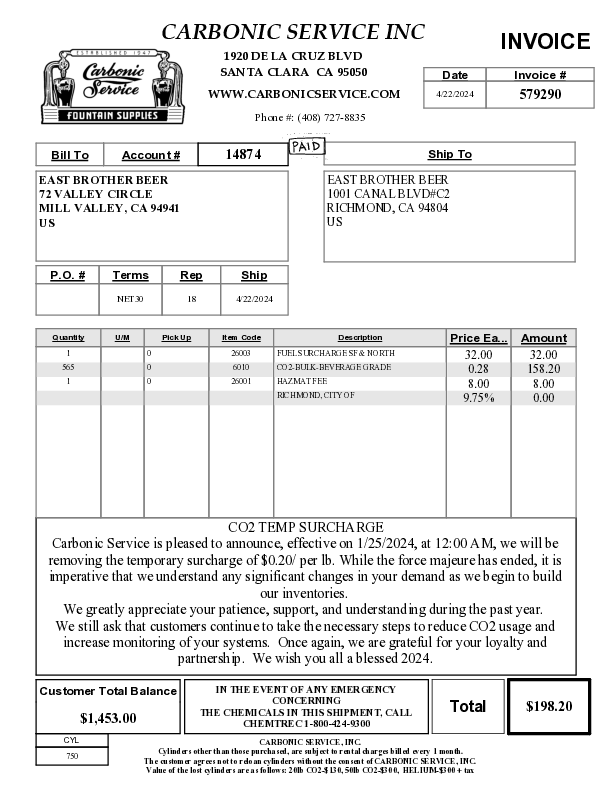 CARBONIC SERVICE INC
INVOICE
ESTABLISHED 1947
Carbonic
Service
FOUNTAIN SUPPLIES
1920 DE LA CRUZ BLVD
SANTA CLARA CA 95050
WWW.CARBONICSERVICE.COM
Phone #: (408) 727-8835
Date Invoice #
4/22/2024 579290
Bill To Account # 14874
PAID
Ship To
EAST BROTHER BEER
72 VALLEY CIRCLE
MILL VALLEY, CA 94941
US
EAST BROTHER BEER
1001 CANAL BLVD#C2
RICHMOND, CA 94804
US
P.O. # Terms Rep Ship
NET30 18 4/22/2024
Quantity U/M Pick Up Item Code Description Price Ea... Amount
1 0 26003 FUEL SURCHARGE SF & NORTH 32.00 32.00
565 0 6010 CO2-BULK-BEVERAGE GRADE 0.28 158.20
1 0 26001 HAZMAT FEE 8.00 8.00
RICHMOND, CITY OF 9.75% 0.00
CO2 TEMP SURCHARGE
Carbonic Service is pleased to announce, effective on 1/25/2024, at 12:00 AM, we will be
removing the temporary surcharge of $0.20/ per lb. While the force majeure has ended, it is
imperative that we understand any significant changes in your demand as we begin to build
our inventories.
We greatly appreciate your patience, support, and understanding during the past year.
We still ask that customers continue to take the necessary steps to reduce CO2 usage and
increase monitoring of your systems. Once again, we are grateful for your loyalty and
partnership. We wish you all a blessed 2024.
Customer Total Balance
$1,453.00
IN THE EVENT OF ANY EMERGENCY
CONCERNING
THE CHEMICALS IN THIS SHIPMENT, CALL
CHEMTREC 1-800-424-9300
Total
$198.20
CYL
750
CARBONIC SERVICE, INC.
Cylinders other than those purchased, are subject to rental charges billed every 1 month.
The customer agrees not to reloan cylinders without the consent of CARBONIC SERVICE, INC.
Value of the lost cylinders are as follows: 20lb CO2-$130, 50lb CO2-$300, HELIUM-$300 + tax